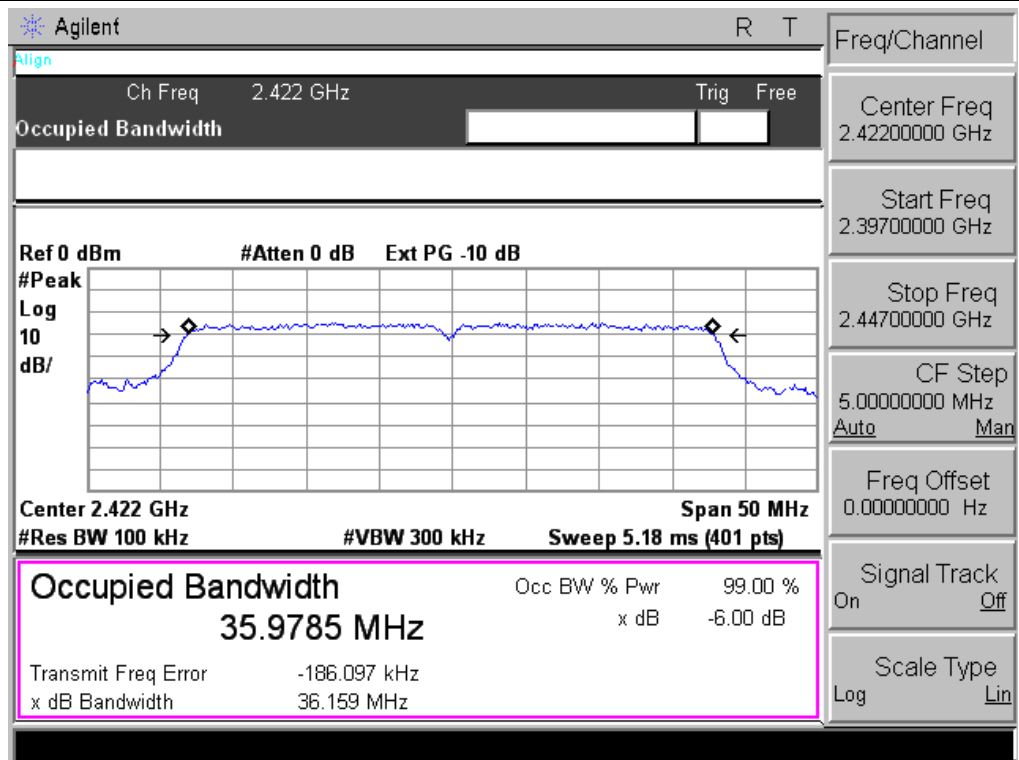 Agilent R T
Align
Ch Freq 2.422 GHz Trig Free
Occupied Bandwidth
Ref 0 dBm #Atten 0 dB Ext PG -10 dB
#Peak
Log
10
dB/
Center 2.422 GHz Span 50 MHz
#Res BW 100 kHz #VBW 300 kHz Sweep 5.18 ms (401 pts)
Occupied Bandwidth Occ BW % Pwr 99.00 %
35.9785 MHz x dB -6.00 dB
Transmit Freq Error -186.097 kHz
x dB Bandwidth 36.159 MHz
Freq/Channel
Center Freq
2.42200000 GHz
Start Freq
2.39700000 GHz
Stop Freq
2.44700000 GHz
CF Step
5.00000000 MHz
Auto Man
Freq Offset
0.00000000 Hz
Signal Track
On Off
Scale Type
Log Lin